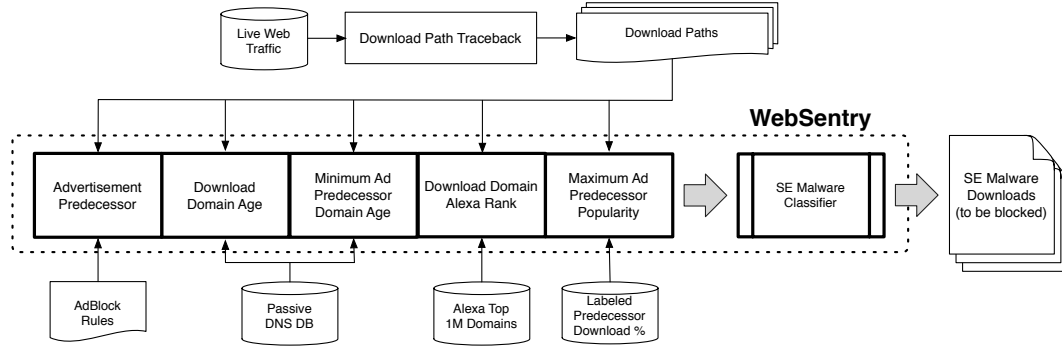 Live Web
Traffic
Download Path Traceback
Download Paths
WebSentry
Advertisement
Predecessor
Download
Domain Age
Minimum Ad
Predecessor
Domain Age
Download Domain
Alexa Rank
Maximum Ad
Predecessor
Popularity
SE Malware
Classifier
SE Malware
Downloads
(to be blocked)
AdBlock
Rules
Passive
DNS DB
Alexa Top
1M Domains
Labeled
Predecessor
Download %